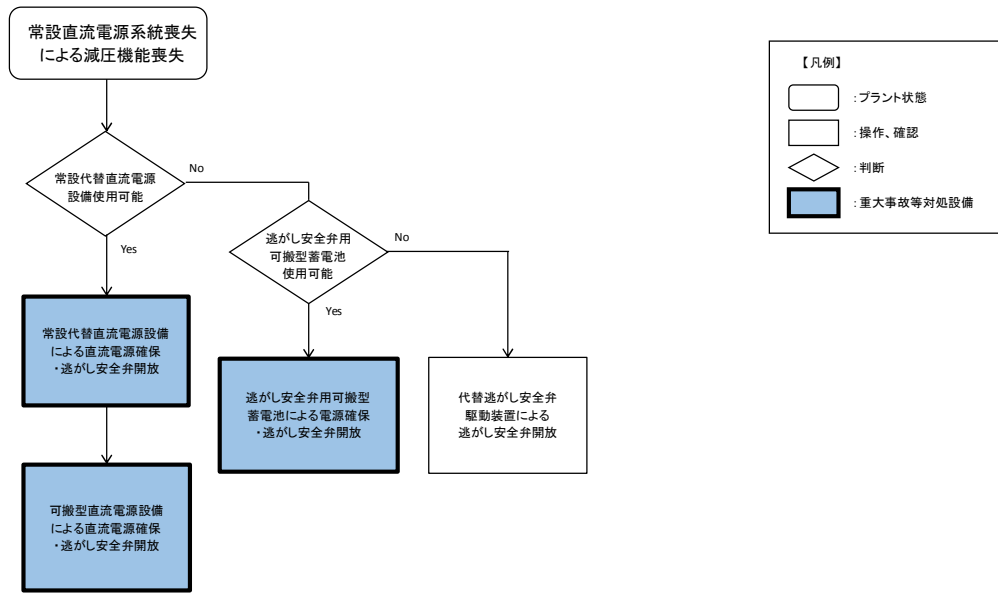 常設直流電源系統喪失
による減圧機能喪失
常設代替直流電源
設備使用可能
No
Yes
逃がし安全弁用
可搬型蓄電池
使用可能
No
Yes
常設代替直流電源設備
による直流電源確保
・逃がし安全弁開放
逃がし安全弁用可搬型
蓄電池による電源確保
・逃がし安全弁開放
代替逃がし安全弁
駆動装置による
逃がし安全弁開放
可搬型直流電源設備
による直流電源確保
・逃がし安全弁開放
【凡例】
：プラント状態
：操作、確認
：判断
：重大事故等対処設備